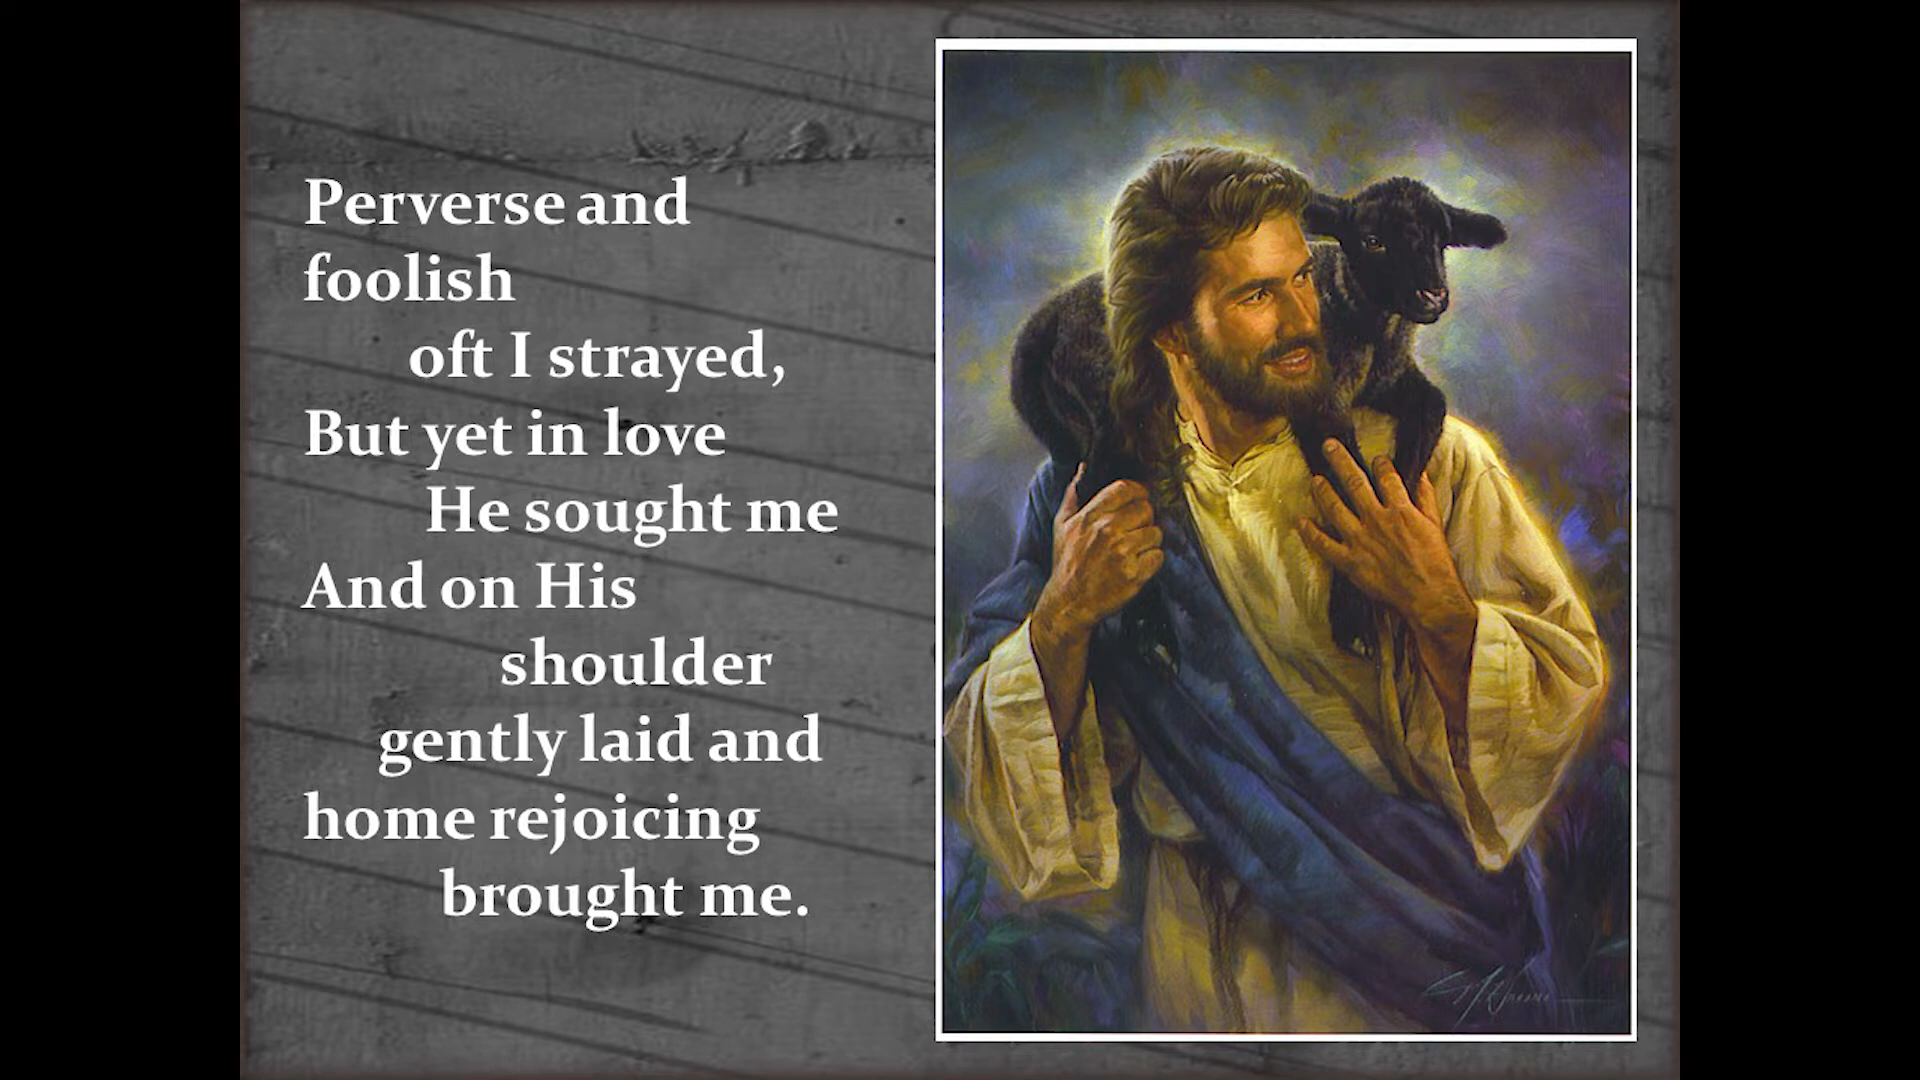 Perverse and
foolish
oft I strayed,
But yet in love
He sought me
And on His
shoulder
gently laid and
home rejoicing
brought me.